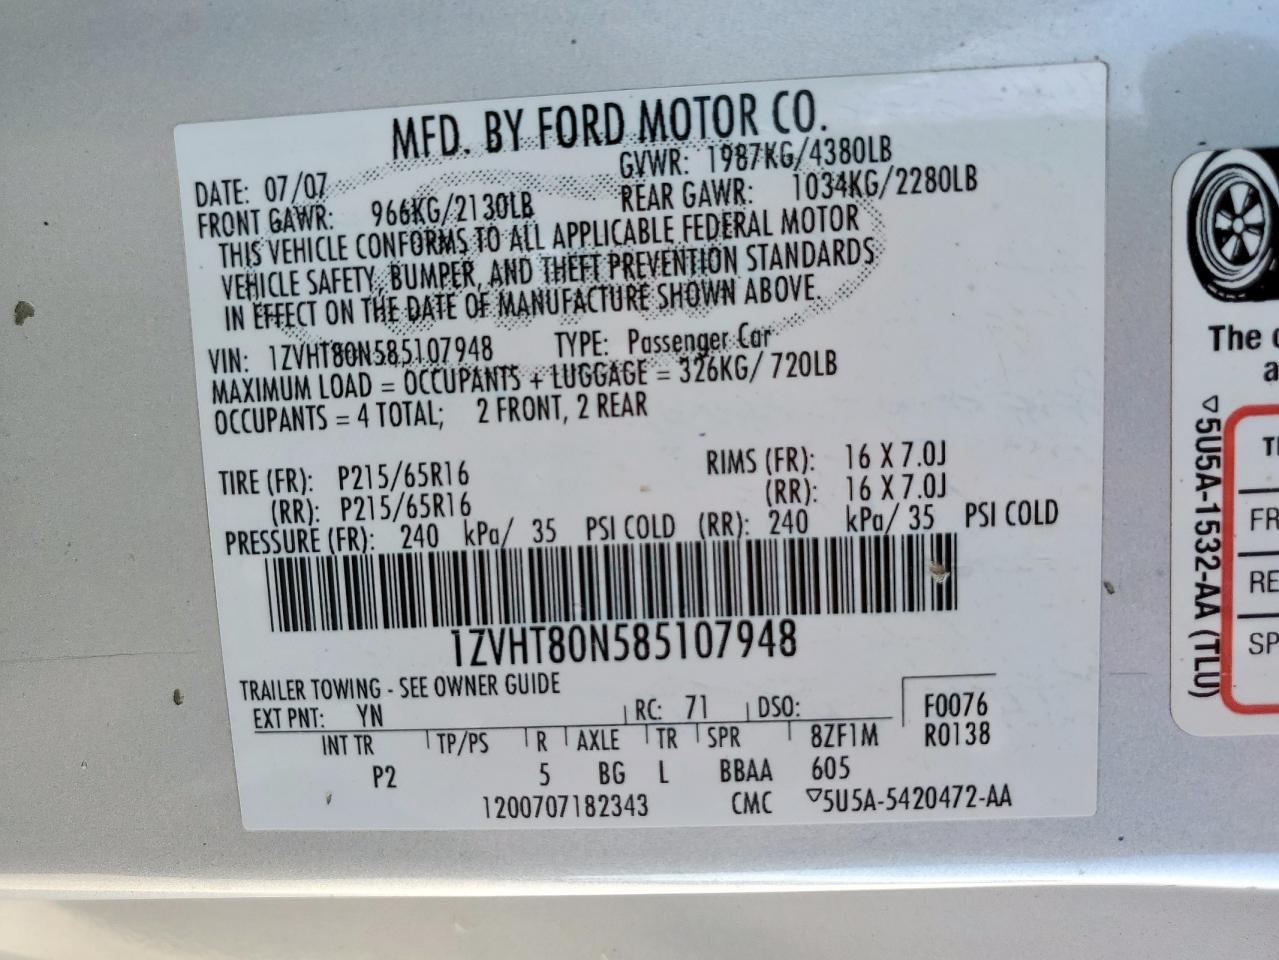 MFD. BY FORD MOTOR CO.
DATE: 07/07 GVWR: 1987KG/4380LB
FRONT GAWR: 966KG/2130LB REAR GAWR: 1034KG/2280LB
THIS VEHICLE CONFORMS TO ALL APPLICABLE FEDERAL MOTOR
VEHICLE SAFETY, BUMPER, AND THEFT PREVENTION STANDARDS
IN EFFECT ON THE DATE OF MANUFACTURE SHOWN ABOVE.
VIN: 1ZVHT80N585107948 TYPE: Passenger Car
MAXIMUM LOAD = OCCUPANTS + LUGGAGE = 326KG/ 720LB
OCCUPANTS = 4 TOTAL; 2 FRONT, 2 REAR
TIRE (FR): P215/65R16 RIMS (FR): 16 X 7.0J
(RR): P215/65R16 (RR): 16 X 7.0J
PRESSURE (FR): 240 kPa/ 35 PSI COLD (RR): 240 kPa/ 35 PSI COLD
1ZVHT80N585107948
TRAILER TOWING - SEE OWNER GUIDE
EXT PNT: YN RC: 71 DSO: F0076
INT TR TP/PS R AXLE TR SPR 8ZF1M R0138
P2 5 BG L BBAA 605
1200707182343 CMC ▽5U5A-5420472-AA
The
▽5U5A-1532-AA (TLU)
FR
RE
SP